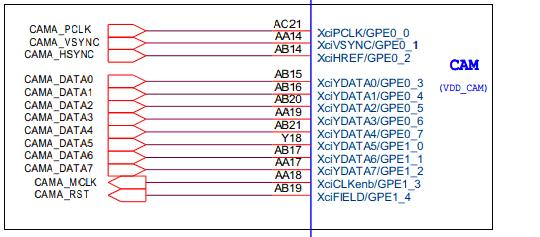 CAMA_PCLK AC21 XciPCLK/GPE0_0
CAMA_VSYNC AA14 XciVSYNC/GPE0_1
CAMA_HSYNC AB14 XciHREF/GPE0_2
CAM
(VDD_CAM)
CAMA_DATA0 AB15 XciYDATA0/GPE0_3
CAMA_DATA1 AB16 XciYDATA1/GPE0_4
CAMA_DATA2 AB20 XciYDATA2/GPE0_5
CAMA_DATA3 AA19 XciYDATA3/GPE0_6
CAMA_DATA4 AB21 XciYDATA4/GPE0_7
CAMA_DATA5 Y18 XciYDATA5/GPE1_0
CAMA_DATA6 AB17 XciYDATA6/GPE1_1
CAMA_DATA7 AA17 XciYDATA7/GPE1_2
CAMA_MCLK AA18 XciCLKenb/GPE1_3
CAMA_RST AB19 XciFIELD/GPE1_4